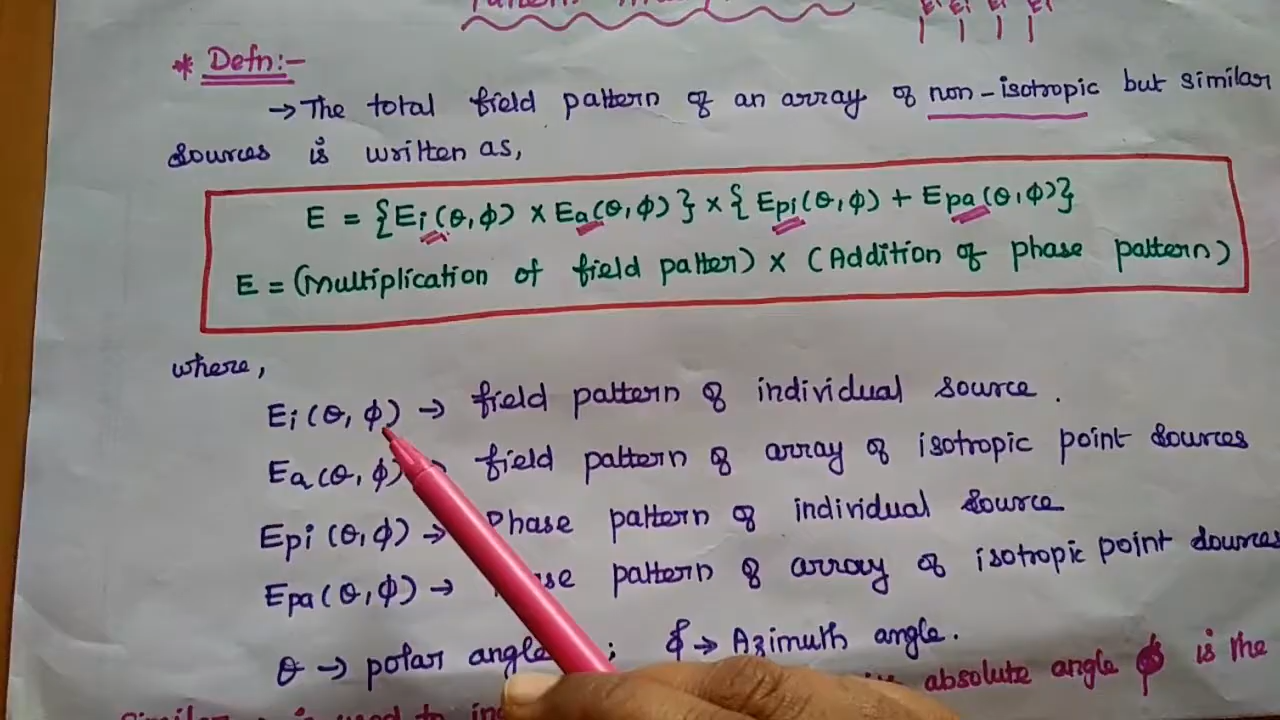 * Defn:-
→ The total field pattern of an array of non-isotropic but similar
sources is written as,
E = {Ei(θ,φ) × Ea(θ,φ)} × {Epi(θ,φ) + Epa(θ,φ)}
E = (Multiplication of field patter) × (Addition of phase pattern)
where,
Ei(θ,φ) → field pattern of individual source.
Ea(θ,φ) field pattern of array of isotropic point sources
Epi(θ,φ) → Phase pattern of individual source
Epa(θ,φ) → pattern of array of isotropic point sources
θ → polar angle ; φ → Azimuth angle.
absolute angle φ is the
is used to